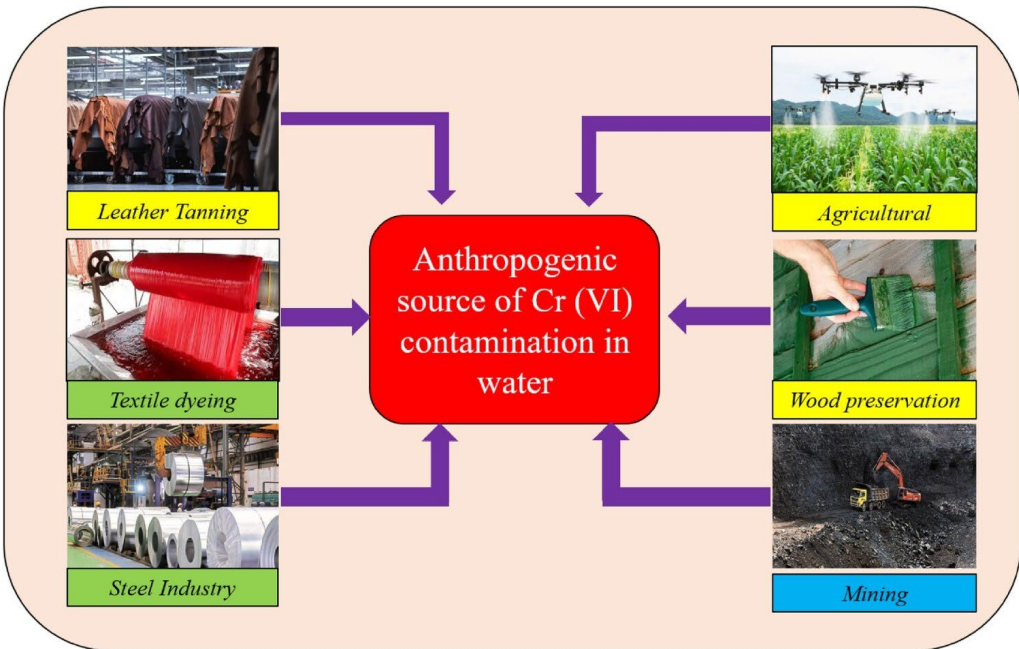 Leather Tanning
Textile dyeing
Steel Industry
Anthropogenic
source of Cr (VI)
contamination in
water
Agricultural
Wood preservation
Mining